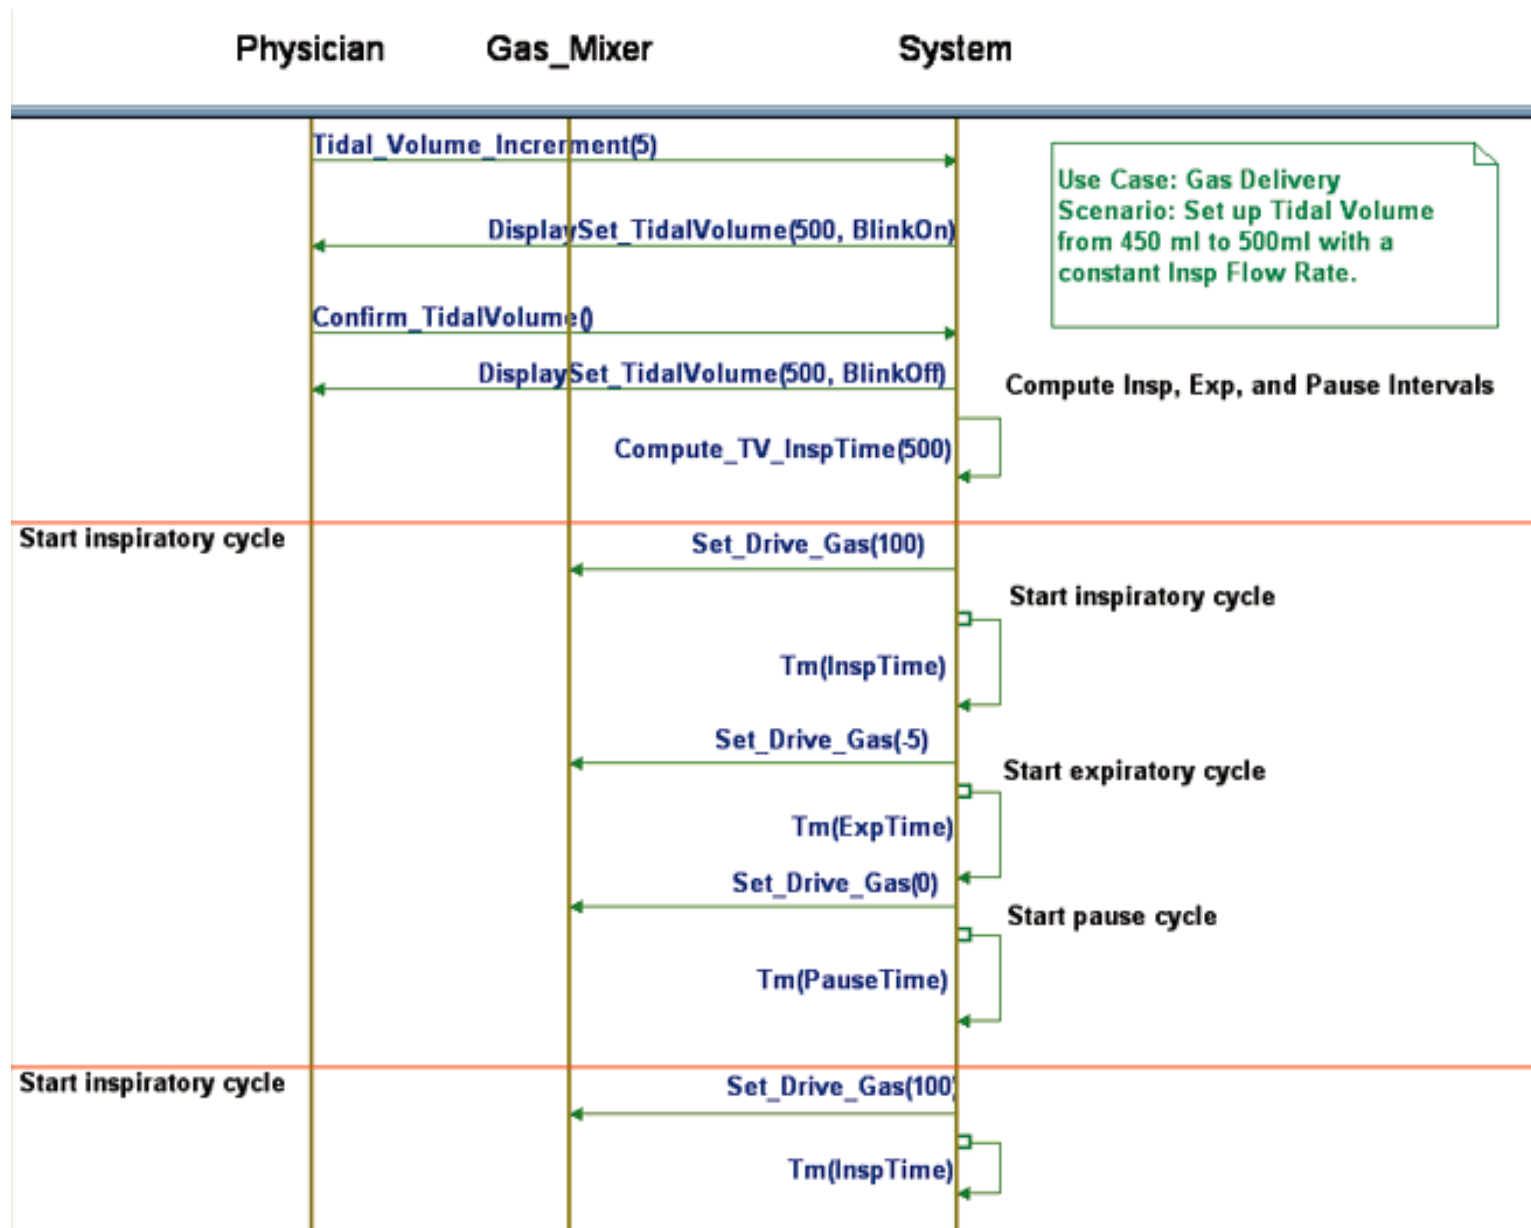 Physician Gas_Mixer System
Tidal_Volume_Increment(5)
Use Case: Gas Delivery
Scenario: Set up Tidal Volume
from 450 ml to 500ml with a
constant Insp Flow Rate.
DisplaySet_TidalVolume(500, BlinkOn)
Confirm_TidalVolume()
DisplaySet_TidalVolume(500, BlinkOff)
Compute Insp, Exp, and Pause Intervals
Compute_TV_InspTime(500)
Start inspiratory cycle
Set_Drive_Gas(100)
Start inspiratory cycle
Tm(InspTime)
Set_Drive_Gas(-5)
Start expiratory cycle
Tm(ExpTime)
Set_Drive_Gas(0)
Start pause cycle
Tm(PauseTime)
Start inspiratory cycle
Set_Drive_Gas(100)
Tm(InspTime)